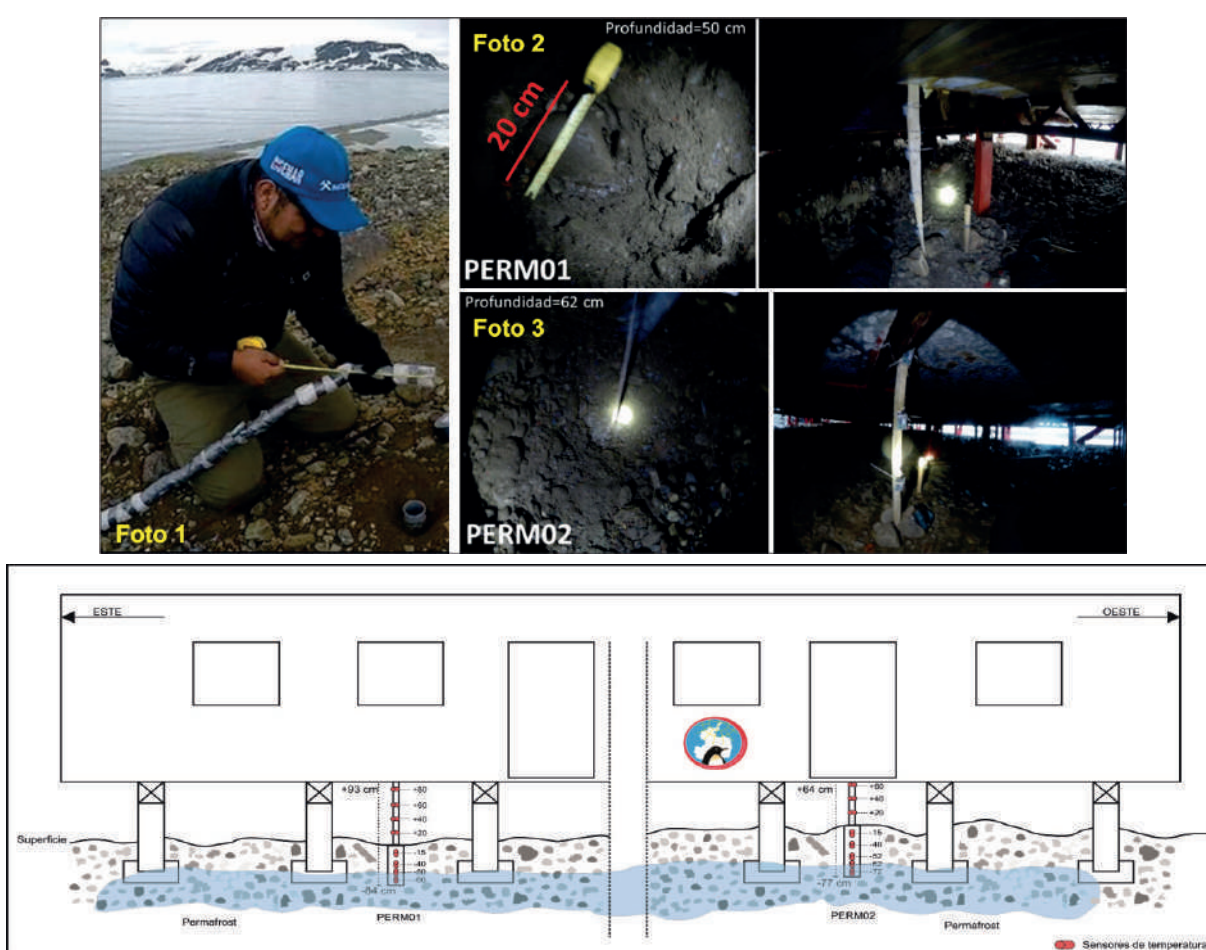 Foto 1
INGEMAR
Foto 2
Profundidad=50 cm
20 cm
PERM01
Profundidad=62 cm
Foto 3
PERM02
ESTE
OESTE
+93 cm
+80
+60
+40
+20
-15
-40
-84 cm
+64 cm
+60
+40
+20
-15
-40
-52
-72
-77 cm
Superficie
Permafrost
PERM01
PERM02
Permafrost
Sensores de temperatura